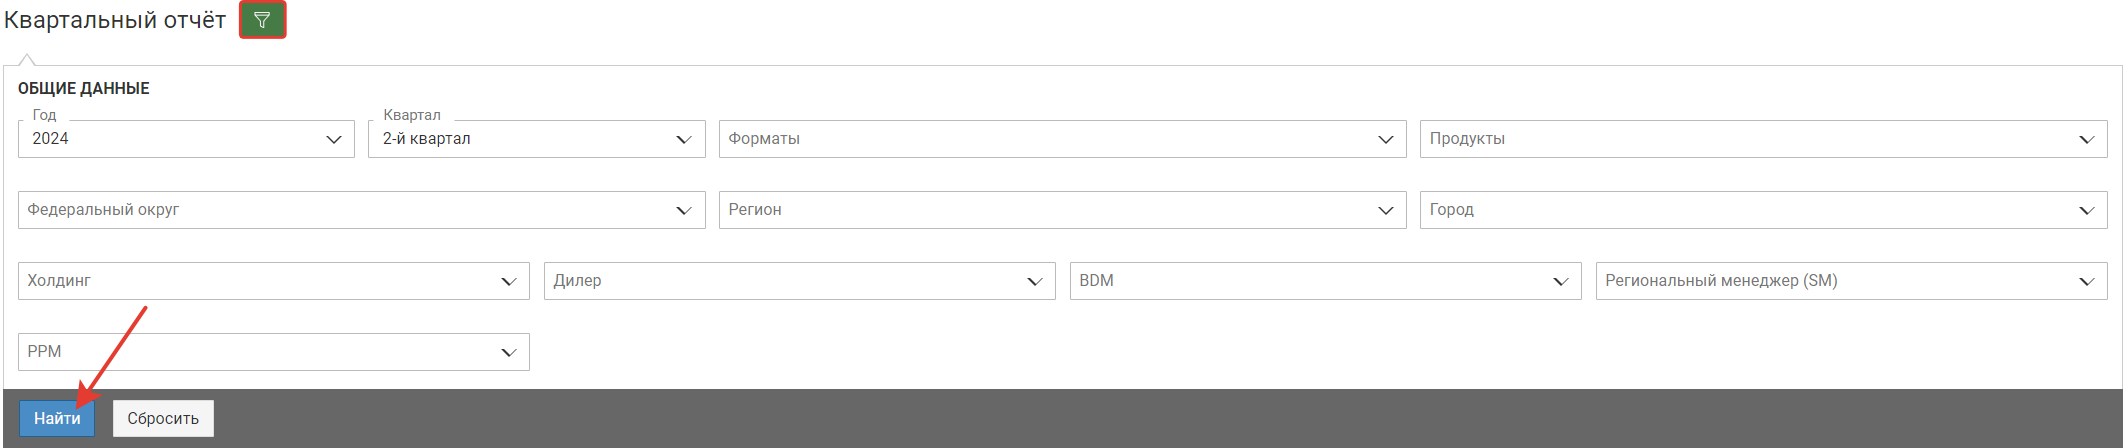 Квартальный отчёт
ОБЩИЕ ДАННЫЕ
Год
Квартал
2024
2-й квартал
Форматы
Продукты
Федеральный округ
Регион
Город
Холдинг
Дилер
BDM
Региональный менеджер (SM)
PPM
Найти
Сбросить